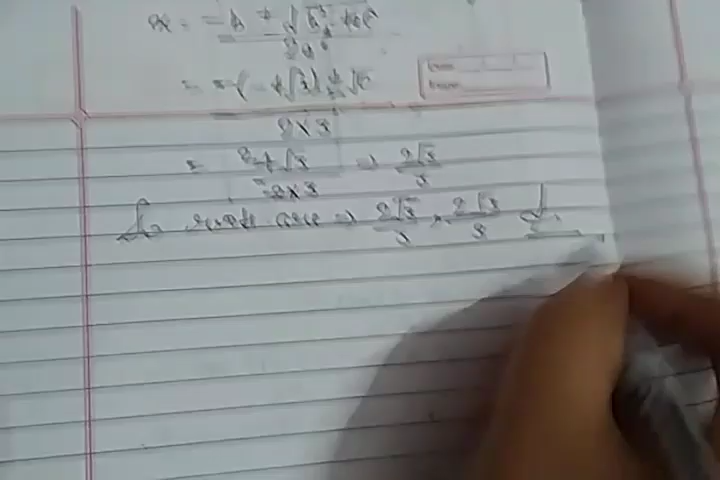 x = -b ± √b² - 4ac
2a
= -(-4√3) ± √0
2 × 3
= 4√3 / 2×3 ⇒ 2√3/3
So roots are ⇒ 2√3/3, 2√3/3